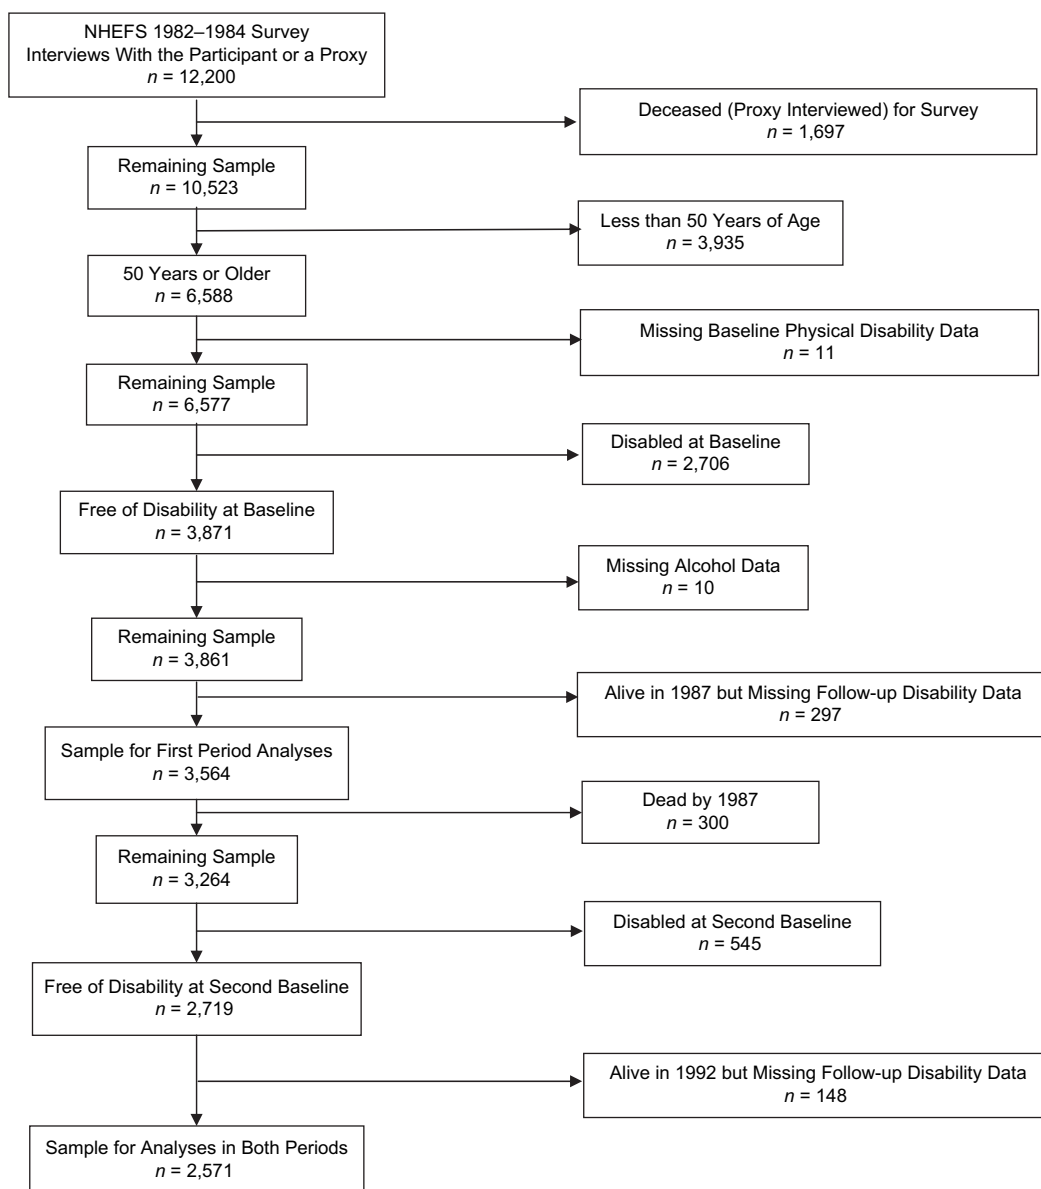 NHEFS 1982–1984 Survey
Interviews With the Participant or a Proxy
n = 12,200
Deceased (Proxy Interviewed) for Survey
n = 1,697
Remaining Sample
n = 10,523
Less than 50 Years of Age
n = 3,935
50 Years or Older
n = 6,588
Missing Baseline Physical Disability Data
n = 11
Remaining Sample
n = 6,577
Disabled at Baseline
n = 2,706
Free of Disability at Baseline
n = 3,871
Missing Alcohol Data
n = 10
Remaining Sample
n = 3,861
Alive in 1987 but Missing Follow-up Disability Data
n = 297
Sample for First Period Analyses
n = 3,564
Dead by 1987
n = 300
Remaining Sample
n = 3,264
Disabled at Second Baseline
n = 545
Free of Disability at Second Baseline
n = 2,719
Alive in 1992 but Missing Follow-up Disability Data
n = 148
Sample for Analyses in Both Periods
n = 2,571